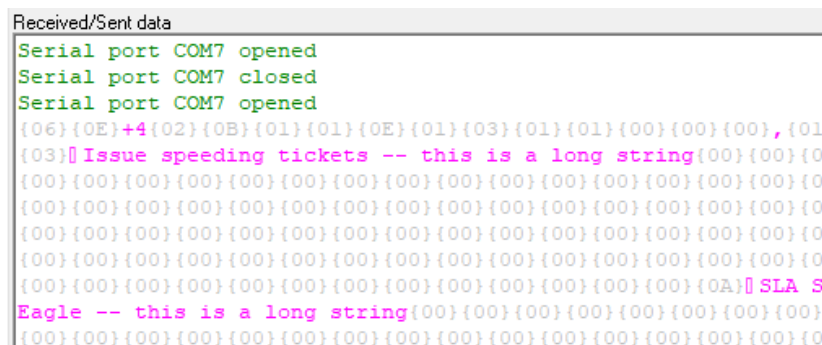 Received/Sent data
Serial port COM7 opened
Serial port COM7 closed
Serial port COM7 opened
{06}{0E}+4{02}{0B}{01}{01}{0E}{01}{03}{01}{01}{00}{00}{00},{01
{03}▯Issue speeding tickets -- this is a long string{00}{00}{0
{00}{00}{00}{00}{00}{00}{00}{00}{00}{00}{00}{00}{00}{00}{00}{0
{00}{00}{00}{00}{00}{00}{00}{00}{00}{00}{00}{00}{00}{00}{00}{0
{00}{00}{00}{00}{00}{00}{00}{00}{00}{00}{00}{00}{00}{00}{00}{0
{00}{00}{00}{00}{00}{00}{00}{00}{00}{00}{00}{00}{00}{00}{00}{0
{00}{00}{00}{00}{00}{00}{00}{00}{00}{00}{00}{00}{00}{0A}▯SLA S
Eagle -- this is a long string{00}{00}{00}{00}{00}{00}{00}{00}
{00}{00}{00}{00}{00}{00}{00}{00}{00}{00}{00}{00}{00}{00}{00}{0